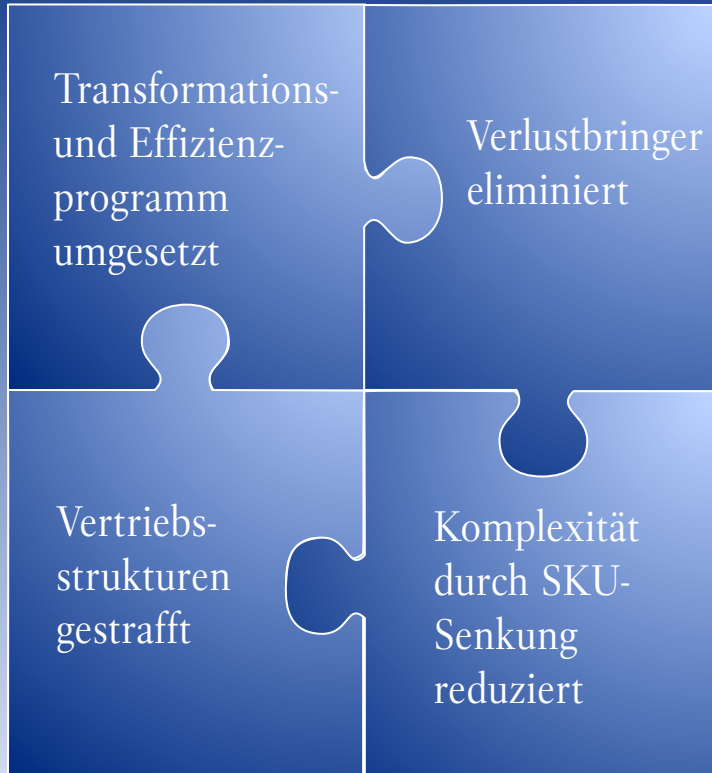 Transformations-
und Effizienz-
programm
umgesetzt
Verlustbringer
eliminiert
Vertriebs-
strukturen
gestrafft
Komplexität
durch SKU-
Senkung
reduziert